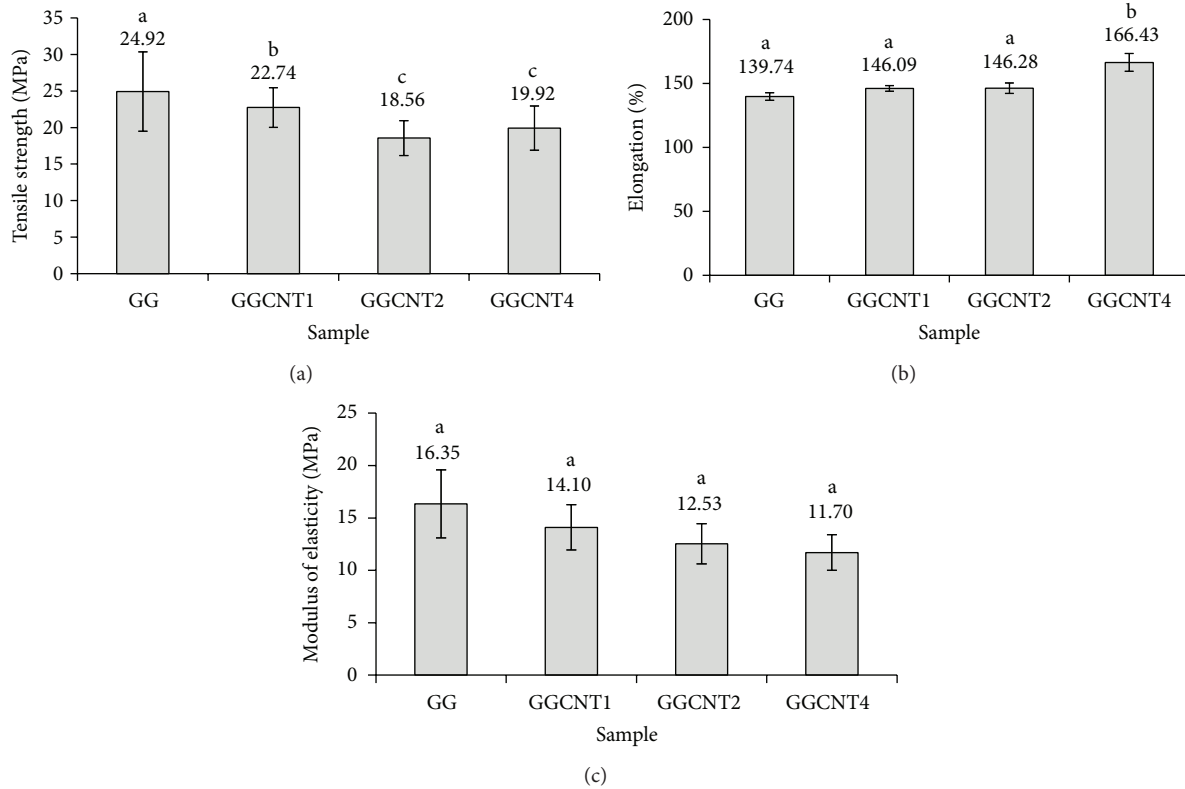 35
30
25
20
15
10
5
0
Tensile strength (MPa)
a
24.92
b
22.74
c
18.56
c
19.92
GG GGCNT1 GGCNT2 GGCNT4
Sample
(a)
200
150
100
50
0
Elongation (%)
a
139.74
a
146.09
a
146.28
b
166.43
GG GGCNT1 GGCNT2 GGCNT4
Sample
(b)
25
20
15
10
5
0
Modulus of elasticity (MPa)
a
16.35
a
14.10
a
12.53
a
11.70
GG GGCNT1 GGCNT2 GGCNT4
Sample
(c)